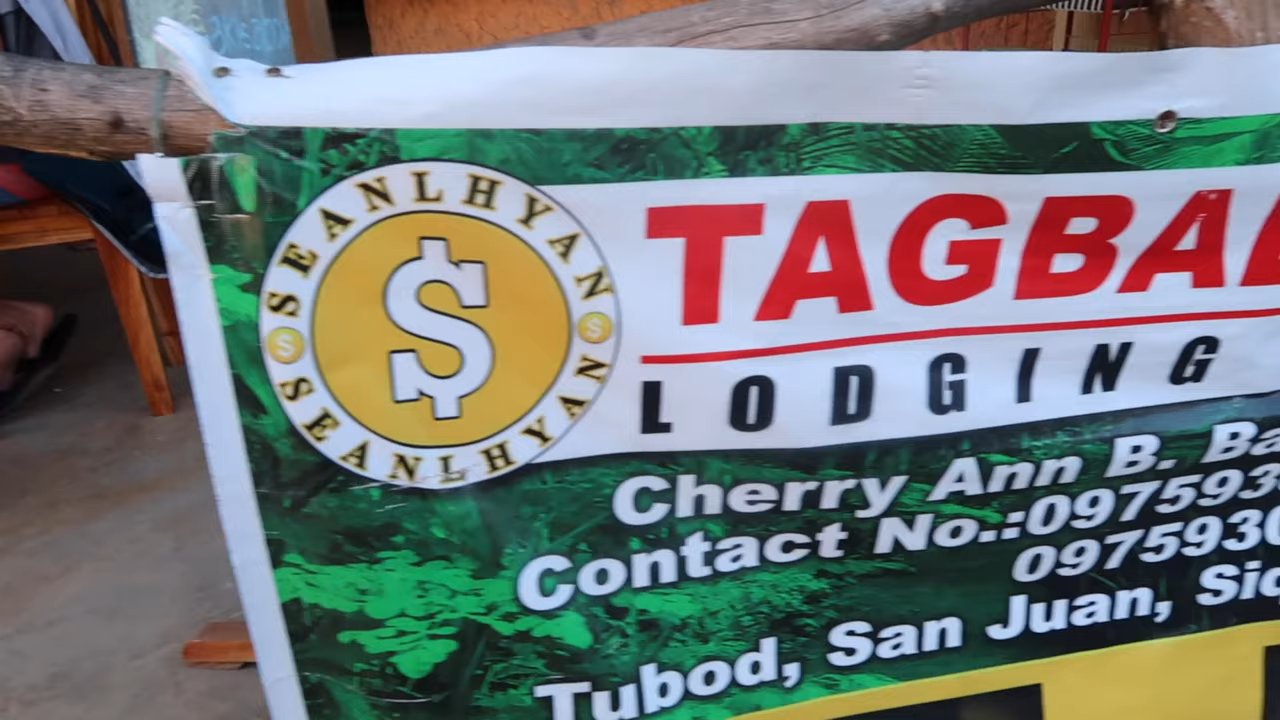 SEANLHYAN
$
SEANLHYAN
TAGBA
LODGING
Cherry Ann B. Ba
Contact No.:097593
097593
Tubod, San Juan, Si